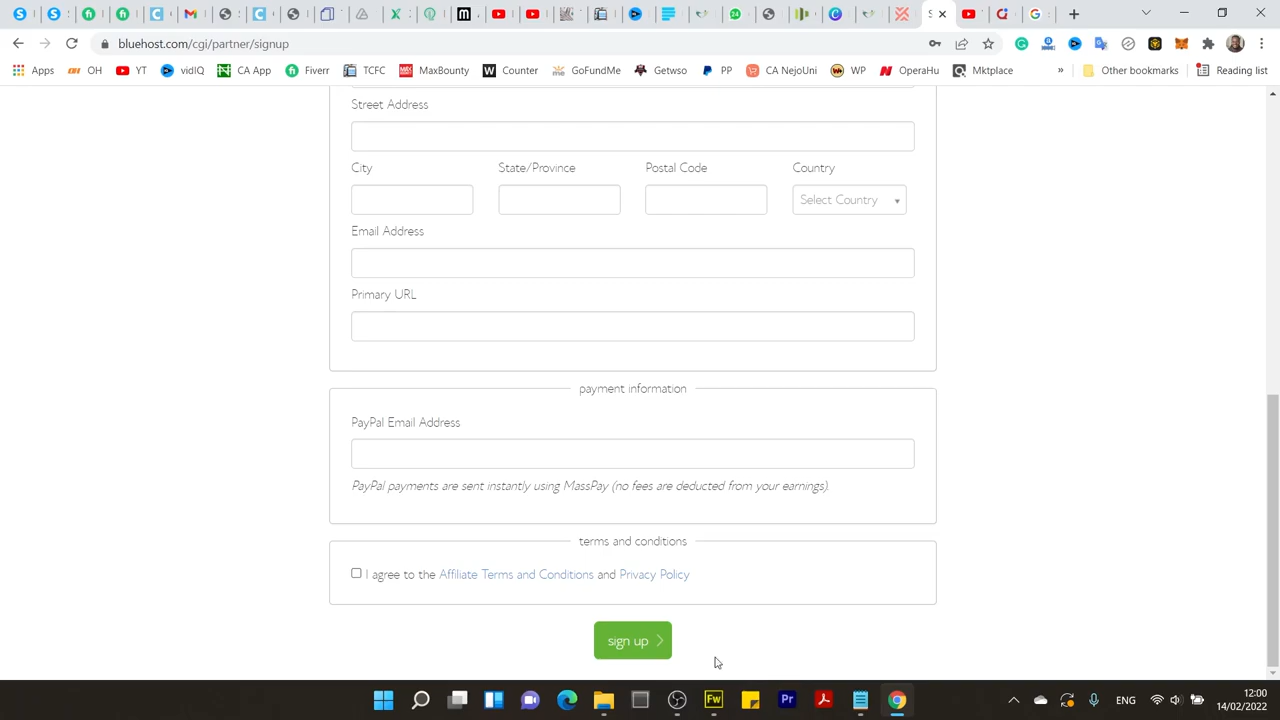 bluehost.com/cgi/partner/signup
Apps OH YT vidIQ CA App Fiverr TCFC MaxBounty Counter GoFundMe Getwso PP CA NejoUni WP OperaHu Mktplace » Other bookmarks Reading list
Street Address
City State/Province Postal Code Country
Select Country
Email Address
Primary URL
payment information
PayPal Email Address
PayPal payments are sent instantly using MassPay (no fees are deducted from your earnings).
terms and conditions
I agree to the Affiliate Terms and Conditions and Privacy Policy
sign up
Fw Pr ENG 12:00
14/02/2022